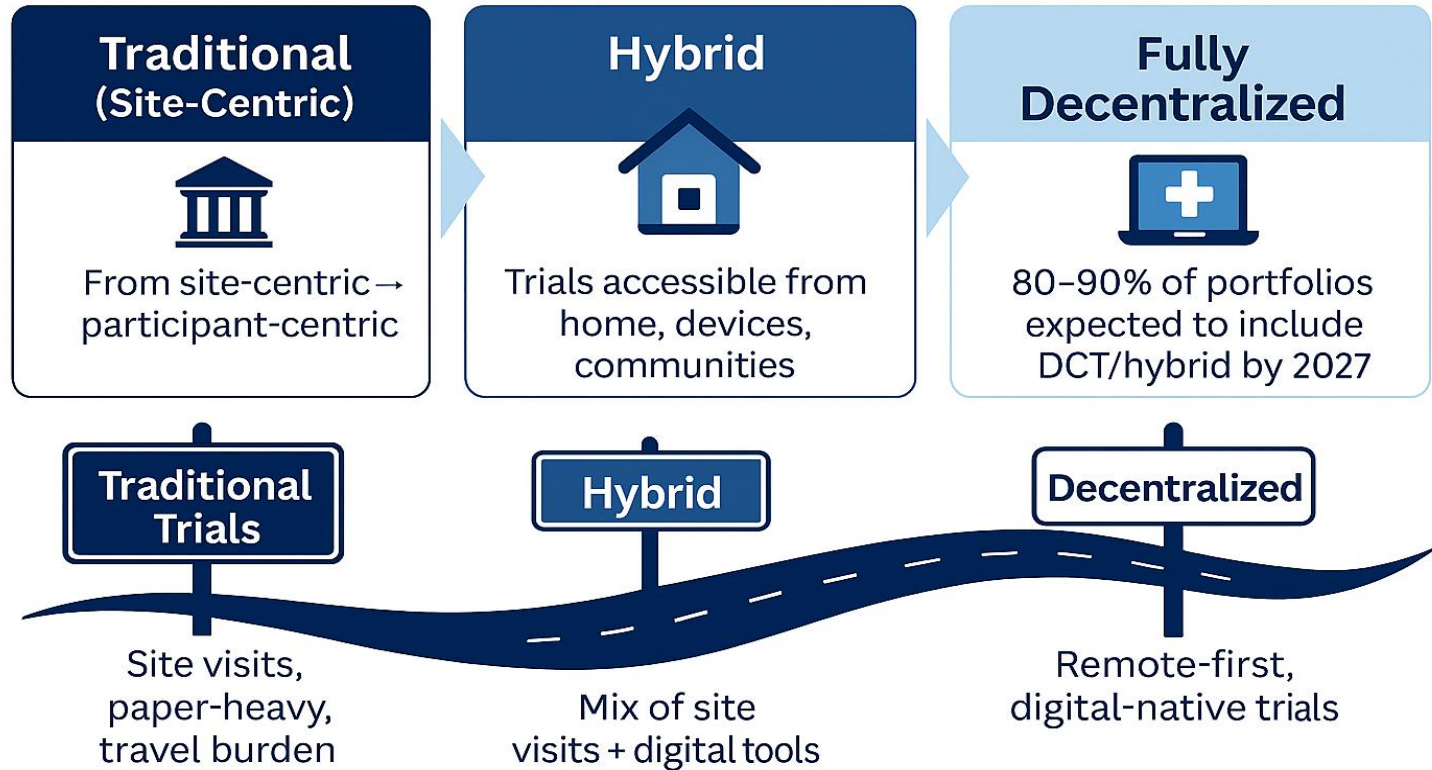 Traditional
(Site-Centric)
From site-centric→
participant-centric
Hybrid
Trials accessible from
home, devices,
communities
Fully
Decentralized
80–90% of portfolios
expected to include
DCT/hybrid by 2027
Traditional
Trials
Site visits,
paper-heavy,
travel burden
Hybrid
Mix of site
visits + digital tools
Decentralized
Remote-first,
digital-native trials